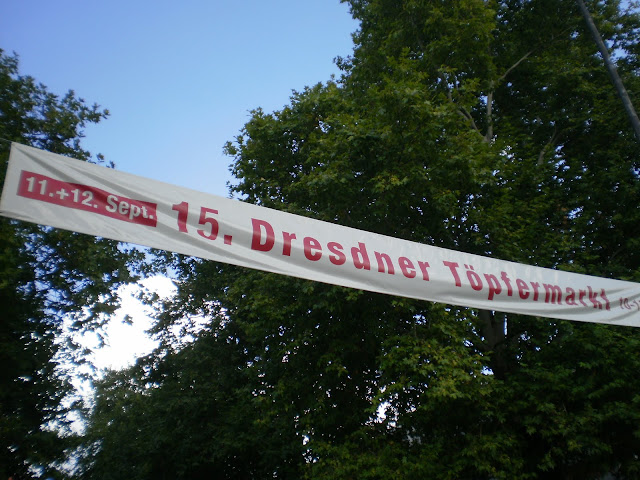 11.+12. Sept. 15. Dresdner Töpfermarkt